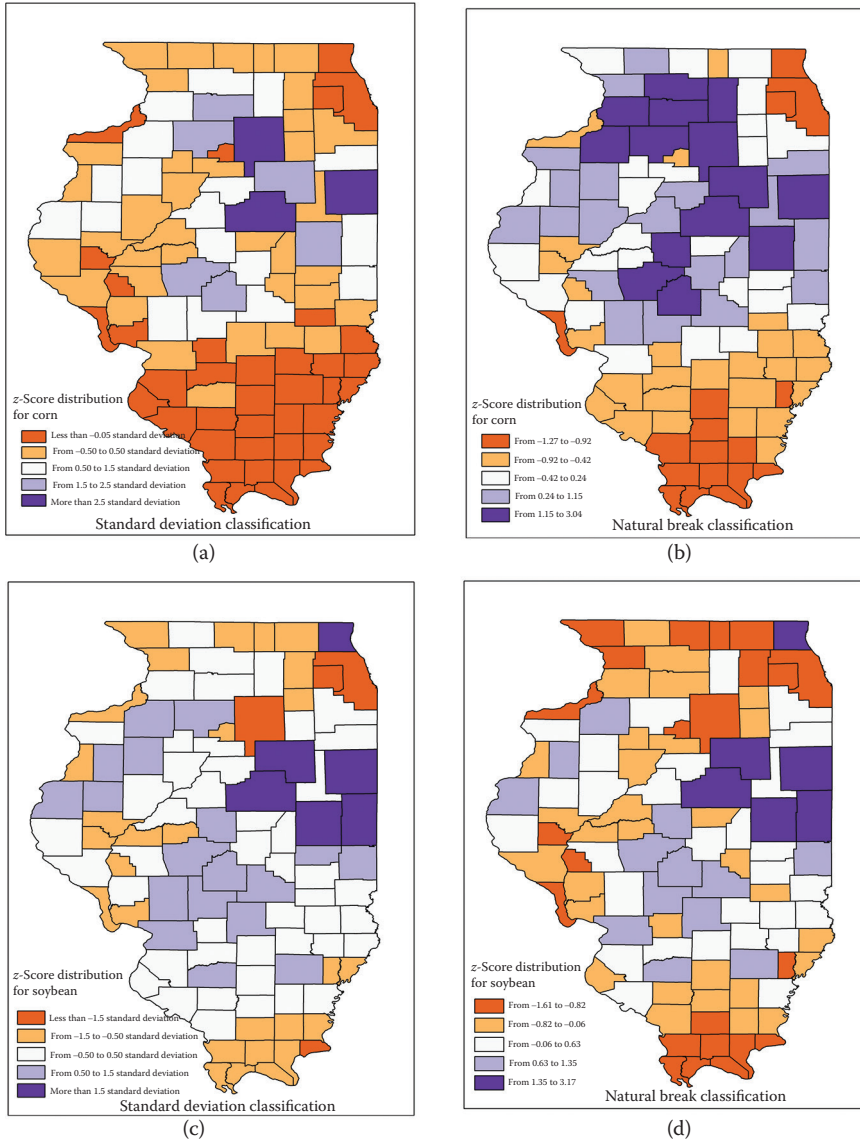 z-Score distribution
for corn
Less than −0.05 standard deviation
From −0.50 to 0.50 standard deviation
From 0.50 to 1.5 standard deviation
From 1.5 to 2.5 standard deviation
More than 2.5 standard deviation
Standard deviation classification
(a)
z-Score distribution
for corn
From −1.27 to −0.92
From −0.92 to −0.42
From −0.42 to 0.24
From 0.24 to 1.15
From 1.15 to 3.04
Natural break classification
(b)
z-Score distribution
for soybean
Less than −1.5 standard deviation
From −1.5 to −0.50 standard deviation
From −0.50 to 0.50 standard deviation
From 0.50 to 1.5 standard deviation
More than 1.5 standard deviation
Standard deviation classification
(c)
z-Score distribution
for soybean
From −1.61 to −0.82
From −0.82 to −0.06
From −0.06 to 0.63
From 0.63 to 1.35
From 1.35 to 3.17
Natural break classification
(d)